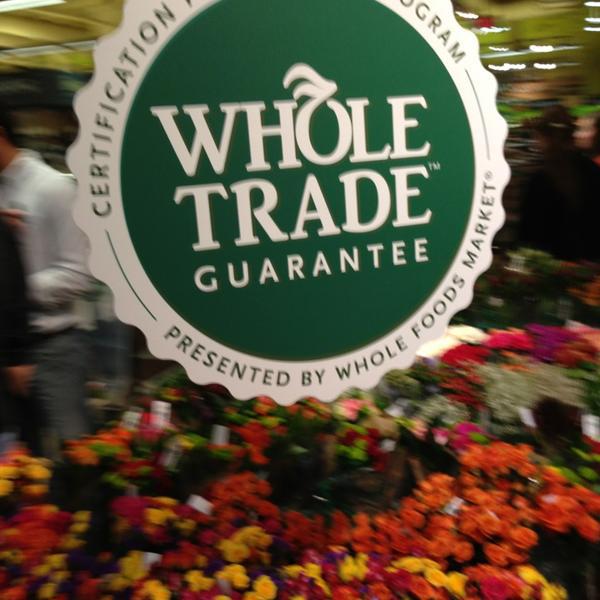 CERTIFICATION
OGRAM
WHOLE
TRADE™
GUARANTEE
PRESENTED BY WHOLE FOODS MARKET®